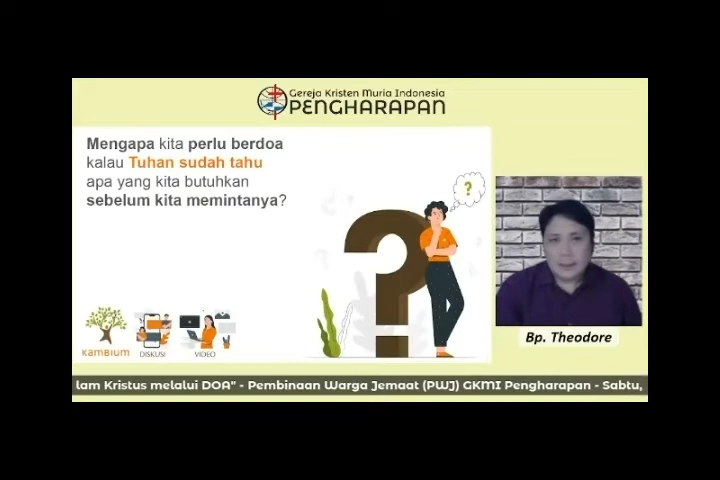 Gereja Kristen Muria Indonesia
PENGHARAPAN
Mengapa kita perlu berdoa
kalau Tuhan sudah tahu
apa yang kita butuhkan
sebelum kita memintanya?
?
KAMBIUM
DISKUSI
VIDEO
Bp. Theodore
lam Kristus melalui DOA" - Pembinaan Warga Jemaat (PWJ) GKMI Pengharapan - Sabtu,